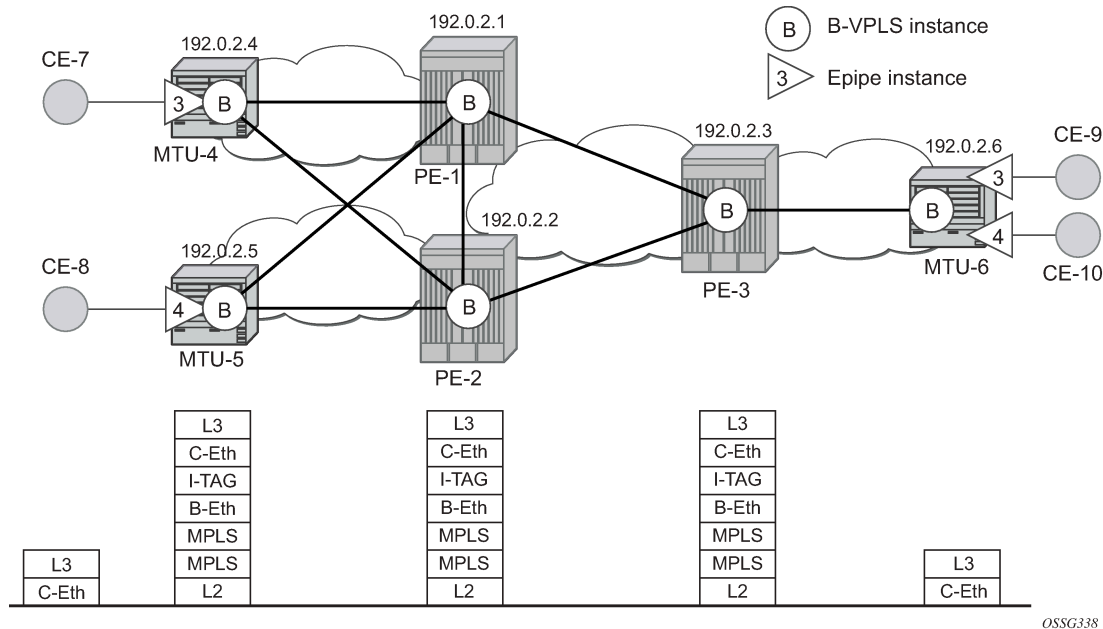 192.0.2.1
B
B-VPLS instance
192.0.2.4
CE-7
3
Epipe instance
3
B
B
192.0.2.3
CE-9
192.0.2.6
MTU-4
PE-1
3
B
B
192.0.2.2
4
192.0.2.5
CE-8
MTU-6
CE-10
PE-3
4
B
B
MTU-5
PE-2
L3
C-Eth
I-TAG
B-Eth
MPLS
MPLS
L2
L3
C-Eth
I-TAG
B-Eth
MPLS
MPLS
L2
L3
C-Eth
I-TAG
B-Eth
MPLS
MPLS
L2
L3
C-Eth
L3
C-Eth
OSSG338